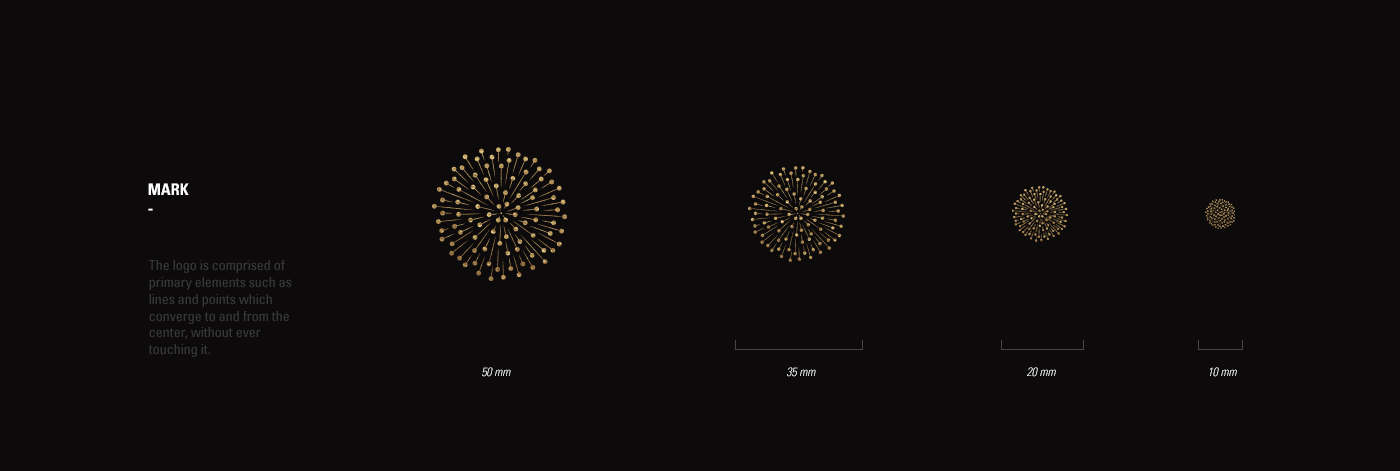 MARK
-
The logo is comprised of
primary elements such as
lines and points which
converge to and from the
center, without ever
touching it.
50 mm
35 mm
20 mm
10 mm